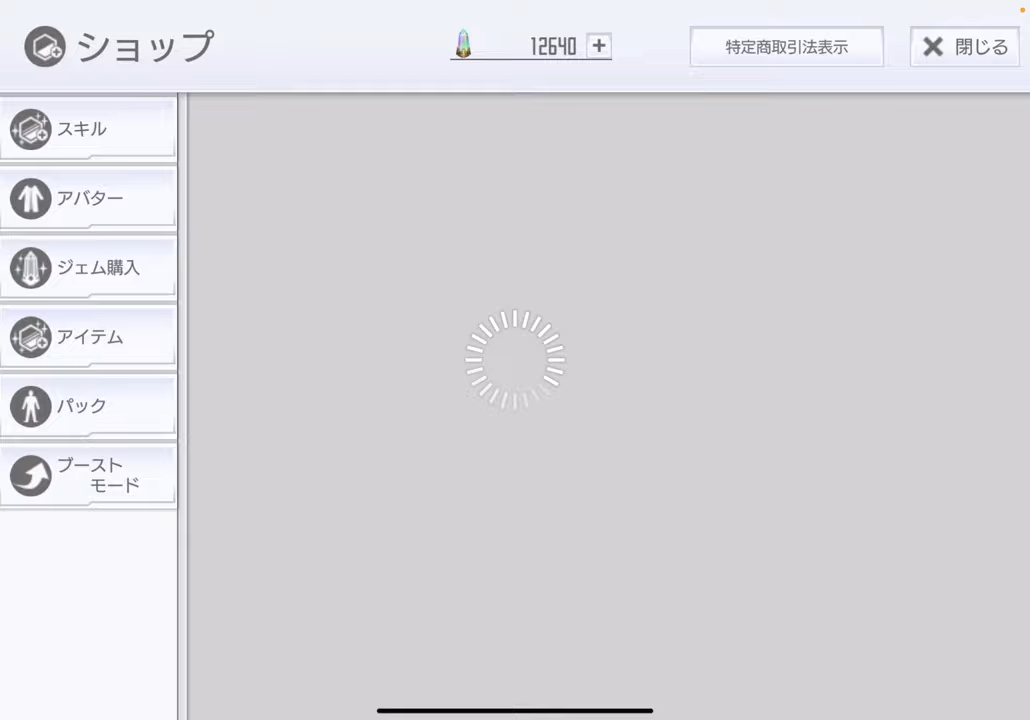 ショップ
12640
特定商取引法表示
閉じる
スキル
アバター
ジェム購入
アイテム
パック
ブースト
モード